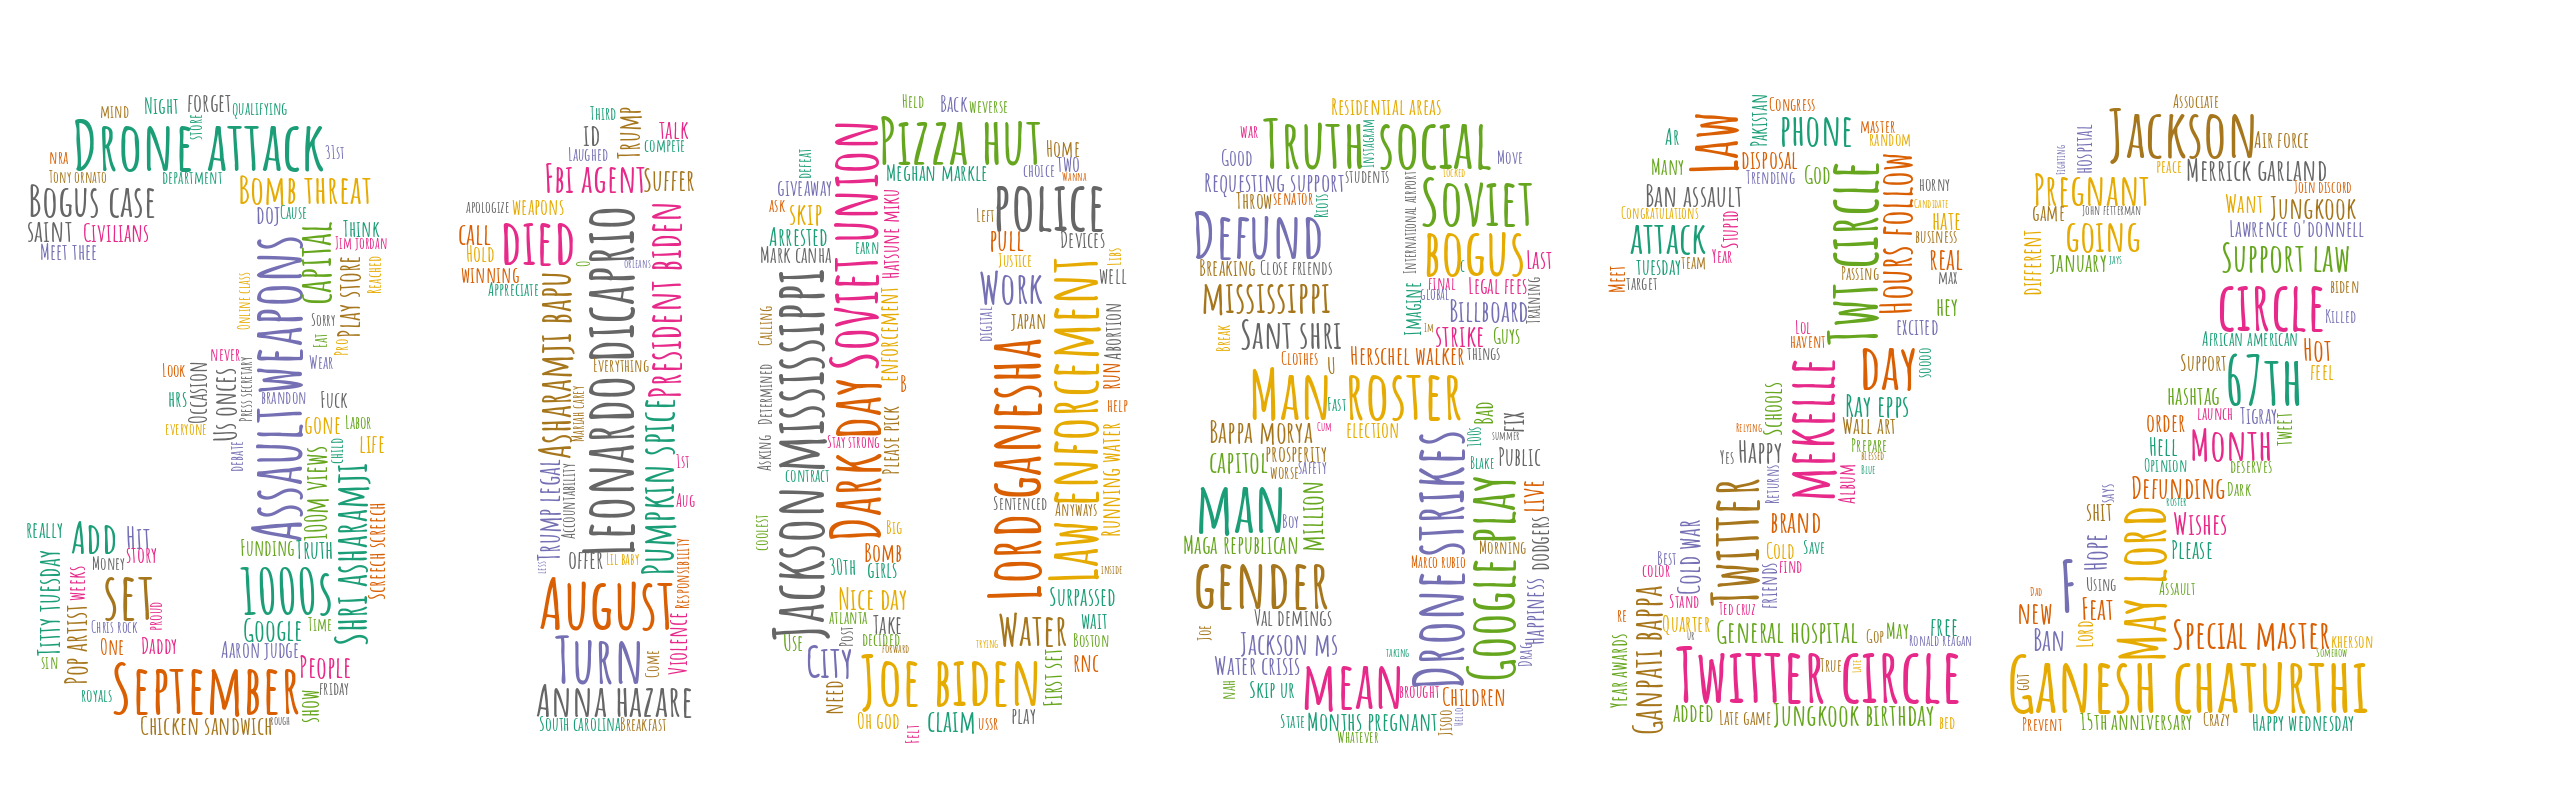 Mind
Night
Forget
Qualifying
Store
Drone attack
31st
NRA
Tony Ornato
Department
Bogus case
Bomb threat
DOJ
Cause
Saint
Civilians
Meet thee
Capital
Think
Jim Jordan
Assault weapons
Online class
Play store
Reached
Sorry
Eat
Pro
Wear
Never
Look
Occasion
Us onces
Press secretary
HRS
Brandon
Fuck
Everyone
Gone
Labor
Debate
Child
Life
100m views
Shri Asharamji
Screech screech
Really
Add
Hit
Story
Funding
Truth
Titty Tuesday
Money
Weeks
Set
1000s
Pop artist
Proud
Chris Rock
Google
Time
One
Daddy
Aaron Judge
Sin
People
Royals
September
Friday
Show
Chicken sandwich
Rough
Third
ID
Trump
Talk
Laughed
Compete
FBI agent
Suffer
Apologize
Weapons
Call
Died
Hold
Winning
Appreciate
Orleans
President Biden
Leonardo DiCaprio
Asharamji Bapu
Everything
Mariah Carey
Pumpkin spice
1st
Aug
Trump legal
Accountability
Less
Offer
Lil Baby
Responsibility
August
Violence
Turn
Come
Anna Hazare
South Carolina
Breakfast
Held
Back
Weverse
Pizza Hut
Home
Defeat
Soviet Union
Meghan Markle
Choice
Two
Wanna
Giveaway
Ask
Skip
Hatsune Miku
Left
Police
Arrested
Earn
Pull
Devices
Mark Canha
Justice
Libs
Work
Well
Mississippi
Enforcement
Digital
Japan
Calling
Run
Abortion
Lord Ganesha
Law enforcement
B
Determined
Dark day
Help
Please pick
Stay strong
Asking
Contract
Running water
Jackson
Sentenced
Anyways
Coolest
Big
Bomb
30th
Girls
Inside
Nice day
Surpassed
Atlanta
Take
Wait
Post
Decided
Use
Forward
Trying
Water
Boston
City
Joe Biden
First set
RNC
Need
Oh god
Claim
USSR
Play
Felt
Residential areas
War
Truth Social
Instagram
Good
Move
Requesting support
Students
Locked
Throw
Senator
Riots
Soviet
International airport
Defund
Bogus
Last
Breaking
Close friends
Final
Legal fees
Global
Mississippi
Imagine
Billboard
Training
IM
Break
Sant Shri
Strike
Guys
Clothes
U
Herschel Walker
Things
Man
Roster
Fast
Bad
Fix
Cum
Election
Bappa Morya
100s
Summer
Prosperity
Capitol
Worse
Safety
Blake
Public
Man
Boy
Million
Drone strikes
Google Play
Live
Dodgers
Maga Republican
Morning
Marco Rubio
Gender
Val Demings
Joe
Happiness
Jackson MS
Drag
Water crisis
Taking
Nah
Skip ur
Mean
Brought
Children
State
Months pregnant
Jisoo
Hello
Whatever
Pakistan
Congress
Law
Phone
Master
Random
AR
Many
Disposal
Trending
God
Twt circle
Hours follow
Horny
Ban assault
Candidate
Congratulations
Hate
Stupid
Business
Attack
Tuesday
Team
Year
Passing
Real
Max
Meet
Target
Hey
Lol
Excited
Havent
Day
Soooo
Mekelle
Schools
Ray Epps
Relying
Wall art
Happy
Yes
Prepare
Blessed
Blue
Returns
Album
Twitter
Brand
Cold war
Cold
Save
Best
Find
Color
Friends
Ganpati Bappa
Stand
Ted Cruz
Re
Quarter
UR
General hospital
GOP
May
Free
Ronald Reagan
Year awards
Twitter circle
True
Late
Added
Late game
Jungkook birthday
Bed
Associate
Jackson
Air Force
Hospital
Fighting
Peace
Merrick Garland
Pregnant
Join discord
Game
John Fetterman
Want
Jungkook
Going
Lawrence O'Donnell
Different
January
Jays
Support law
Circle
Biden
Killed
African American
Hot
Support
67th
Feel
Hashtag
Launch
Tigray
Order
Tweet
Hell
Month
Opinion
Deserves
Defunding
Dark
Says
Roster
Shit
Wishes
Hope
May Lord
Please
F
Using
Assault
Dad
New
Feat
Ban
Lord
Special master
Kherson
Somehow
Ganesh Chaturthi
Got
Prevent
15th anniversary
Crazy
Happy Wednesday